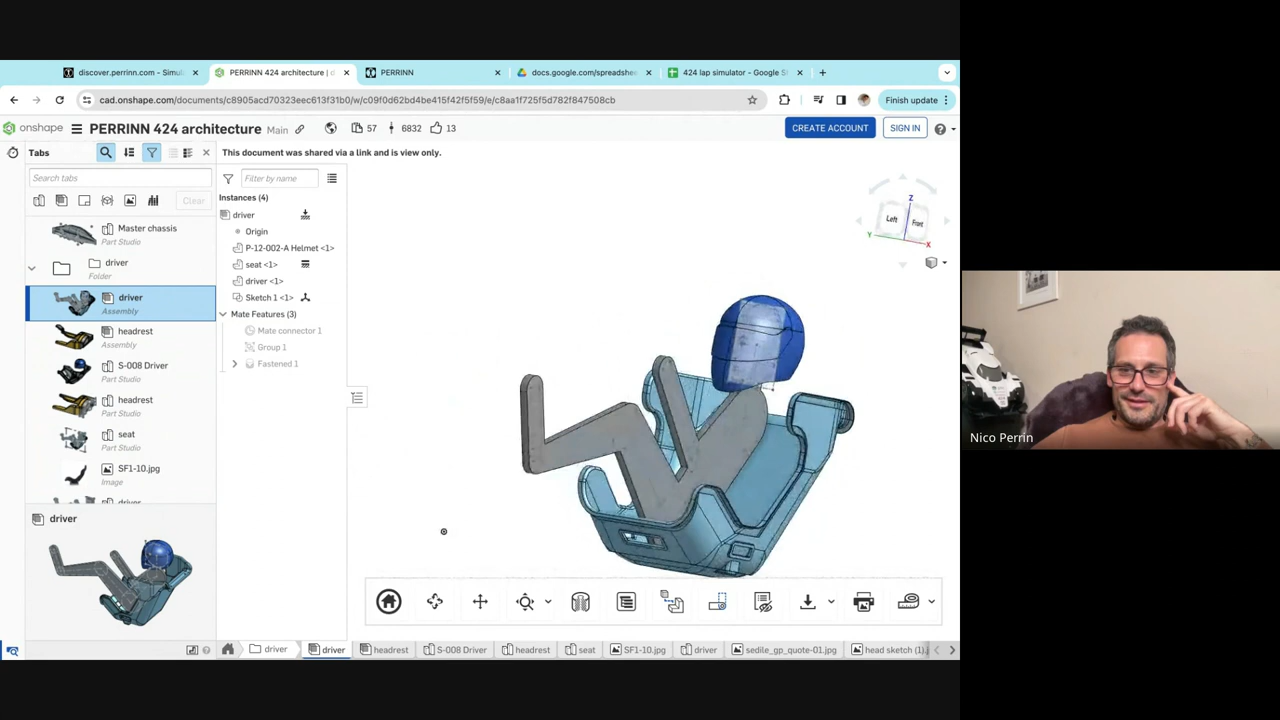 discover.perrinn.com - Simul
PERRINN 424 architecture | d
PERRINN
docs.google.com/spreadshee
424 lap simulator - Google Sh
cad.onshape.com/documents/c8905acd70323eec613f31b0/w/c09f0d62bd4be415f42f5f59/e/c8aa1f725f5d782f847508cb
Finish update
onshape
PERRINN 424 architecture
Main
57
6832
13
CREATE ACCOUNT
SIGN IN
Tabs
This document was shared via a link and is view only.
Search tabs
Clear
Master chassis
Part Studio
driver
Folder
driver
Assembly
headrest
Assembly
S-008 Driver
Part Studio
headrest
Part Studio
seat
Part Studio
SF1-10.jpg
Image
driver
driver
Filter by name
Instances (4)
driver
Origin
P-12-002-A Helmet <1>
seat <1>
driver <1>
Sketch 1 <1>
Mate Features (3)
Mate connector 1
Group 1
Fastened 1
Z
Left
Front
Y
X
driver
driver
headrest
S-008 Driver
headrest
seat
SF1-10.jpg
driver
sedile_gp_quote-01.jpg
head sketch (1).j
Nico Perrin